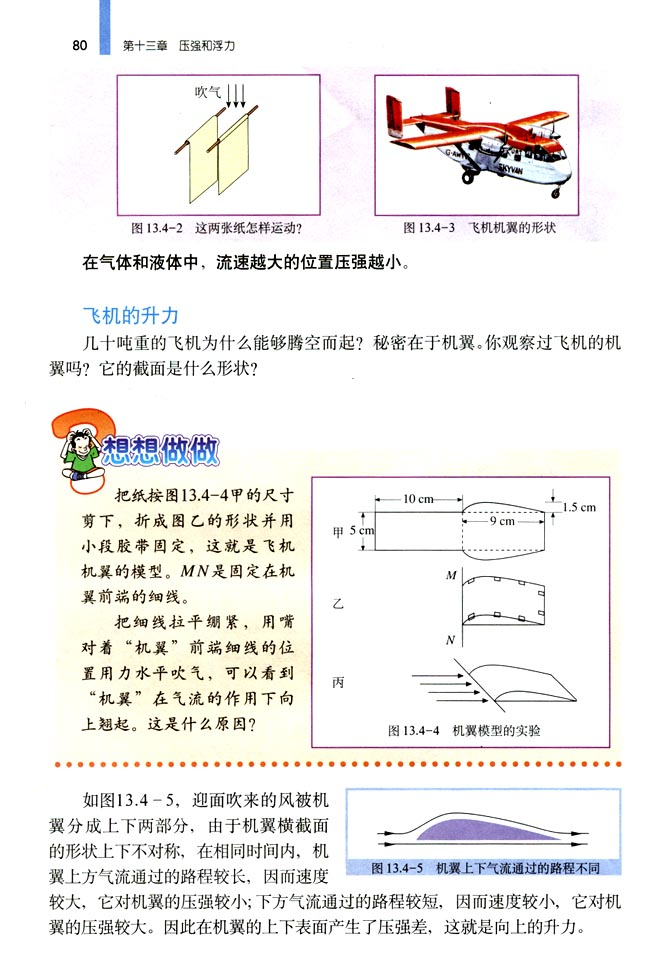 80 第十三章 压强和浮力
吹气
G-AWYG
SKYVAN
图 13.4-2 这两张纸怎样运动?
图 13.4-3 飞机机翼的形状
在气体和液体中，流速越大的位置压强越小。
飞机的升力
几十吨重的飞机为什么能够腾空而起？秘密在于机翼。你观察过飞机的机
翼吗？它的截面是什么形状？
想想做做
把纸按图13.4-4甲的尺寸
剪下，折成图乙的形状并用
小段胶带固定，这就是飞机
机翼的模型。MN是固定在机
翼前端的细线。
把细线拉平绷紧，用嘴
对着“机翼”前端细线的位
置用力水平吹气，可以看到
“机翼”在气流的作用下向
上翘起。这是什么原因？
10 cm
1.5 cm
9 cm
甲 5 cm
M
乙
N
丙
图 13.4-4 机翼模型的实验
如图13.4-5，迎面吹来的风被机
翼分成上下两部分，由于机翼横截面
的形状上下不对称，在相同时间内，机
翼上方气流通过的路程较长，因而速度
图 13.4-5 机翼上下气流通过的路程不同
较大，它对机翼的压强较小；下方气流通过的路程较短，因而速度较小，它对机
翼的压强较大。因此在机翼的上下表面产生了压强差，这就是向上的升力。